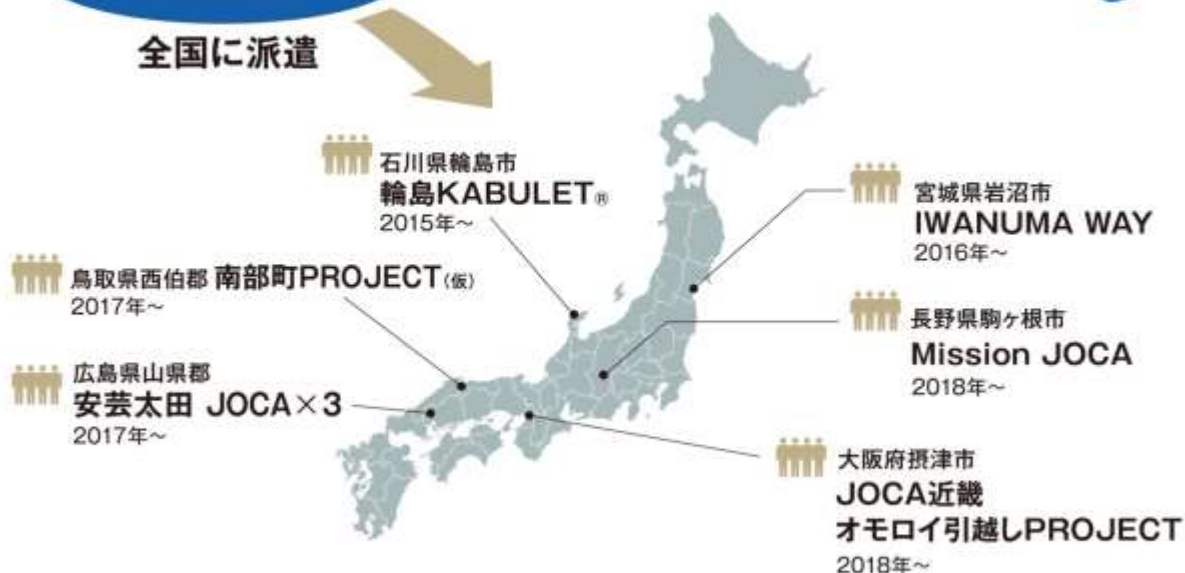 全国に派遣
石川県輪島市
輪島KABULET®
2015年～
宮城県岩沼市
IWANUMA WAY
2016年～
鳥取県西伯郡 南部町PROJECT(仮)
2017年～
長野県駒ヶ根市
Mission JOCA
2018年～
広島県山県郡
安芸太田 JOCA×3
2017年～
大阪府摂津市
JOCA近畿
オモロイ引越しPROJECT
2018年～